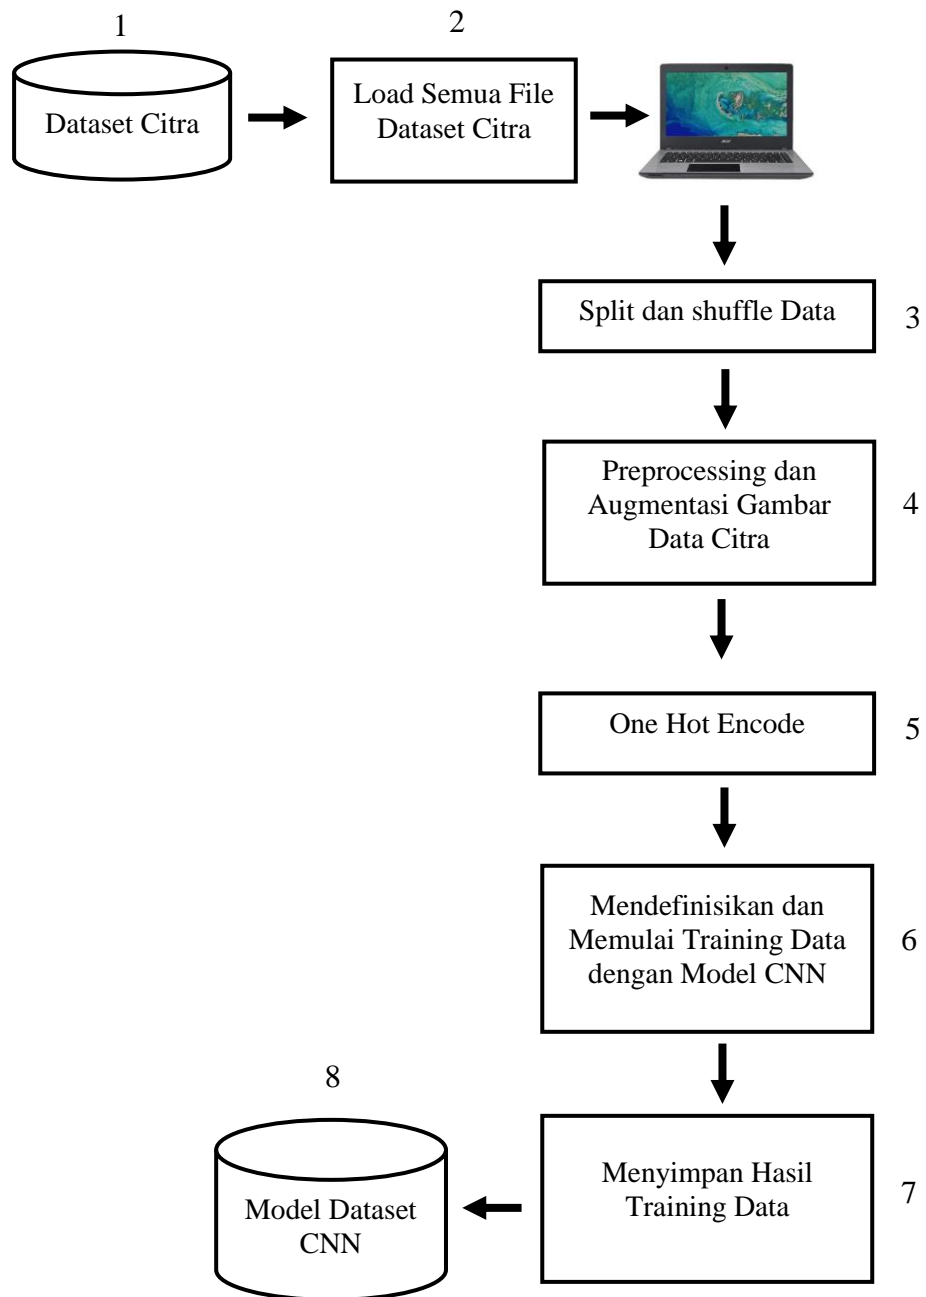 1
2
Dataset Citra
Load Semua File
Dataset Citra
Split dan shuffle Data
3
Preprocessing dan
Augmentasi Gambar
Data Citra
4
One Hot Encode
5
Mendefinisikan dan
Memulai Training Data
dengan Model CNN
6
Menyimpan Hasil
Training Data
7
8
Model Dataset
CNN